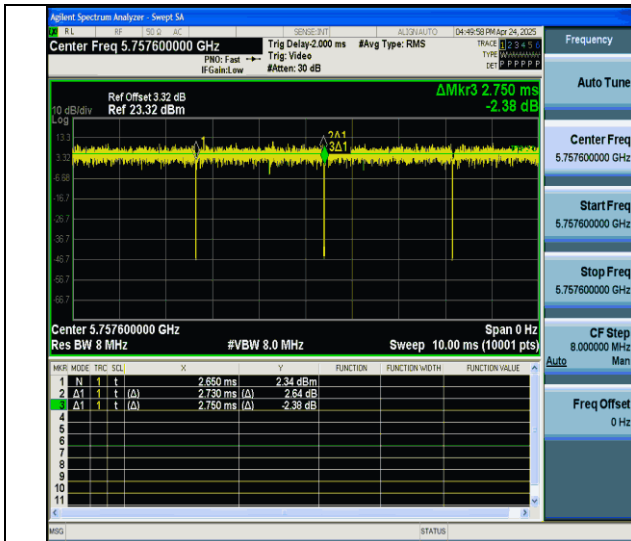 Agilent Spectrum Analyzer - Swept SA
RL RF 50 Ω AC SENSE:INT ALIGN AUTO 04:49:58 PM Apr 24, 2025
Center Freq 5.757600000 GHz
PNO: Fast
IFGain:Low
Trig Delay-2.000 ms
Trig: Video
#Atten: 30 dB
#Avg Type: RMS
TRACE 1 2 3 4 5 6
TYPE
DET P P P P P P
Frequency
Auto Tune
Center Freq
5.757600000 GHz
Start Freq
5.757600000 GHz
Stop Freq
5.757600000 GHz
CF Step
8.000000 MHz
Auto Man
Freq Offset
0 Hz
ΔMkr3 2.750 ms
-2.38 dB
Ref Offset 3.32 dB
10 dB/div Ref 23.32 dBm
Log
13.3
3.32
-6.68
-16.7
-26.7
-36.7
-46.7
-56.7
-66.7
1
2Δ1
3Δ1
Center 5.757600000 GHz Span 0 Hz
Res BW 8 MHz #VBW 8.0 MHz Sweep 10.00 ms (10001 pts)
MKR MODE TRC SCL X Y FUNCTION FUNCTION WIDTH FUNCTION VALUE
1 N 1 t 2.650 ms 2.34 dBm
2 Δ1 1 t (Δ) 2.730 ms (Δ) 2.64 dB
3 Δ1 1 t (Δ) 2.750 ms (Δ) -2.38 dB
4
5
6
7
8
9
10
11
MSG STATUS